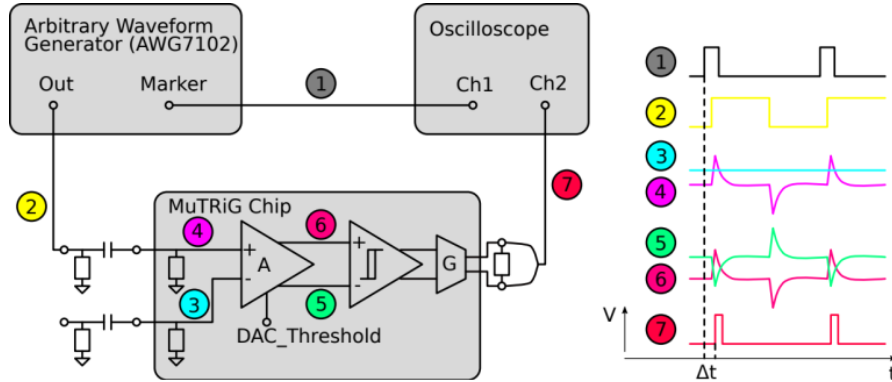 Arbitrary Waveform
Generator (AWG7102)
Out
Marker
Oscilloscope
Ch1
Ch2
1
2
7
MuTRiG Chip
4
6
+
-
A
+
-
G
3
5
DAC_Threshold
1
2
3
4
5
6
7
V
Δt
t